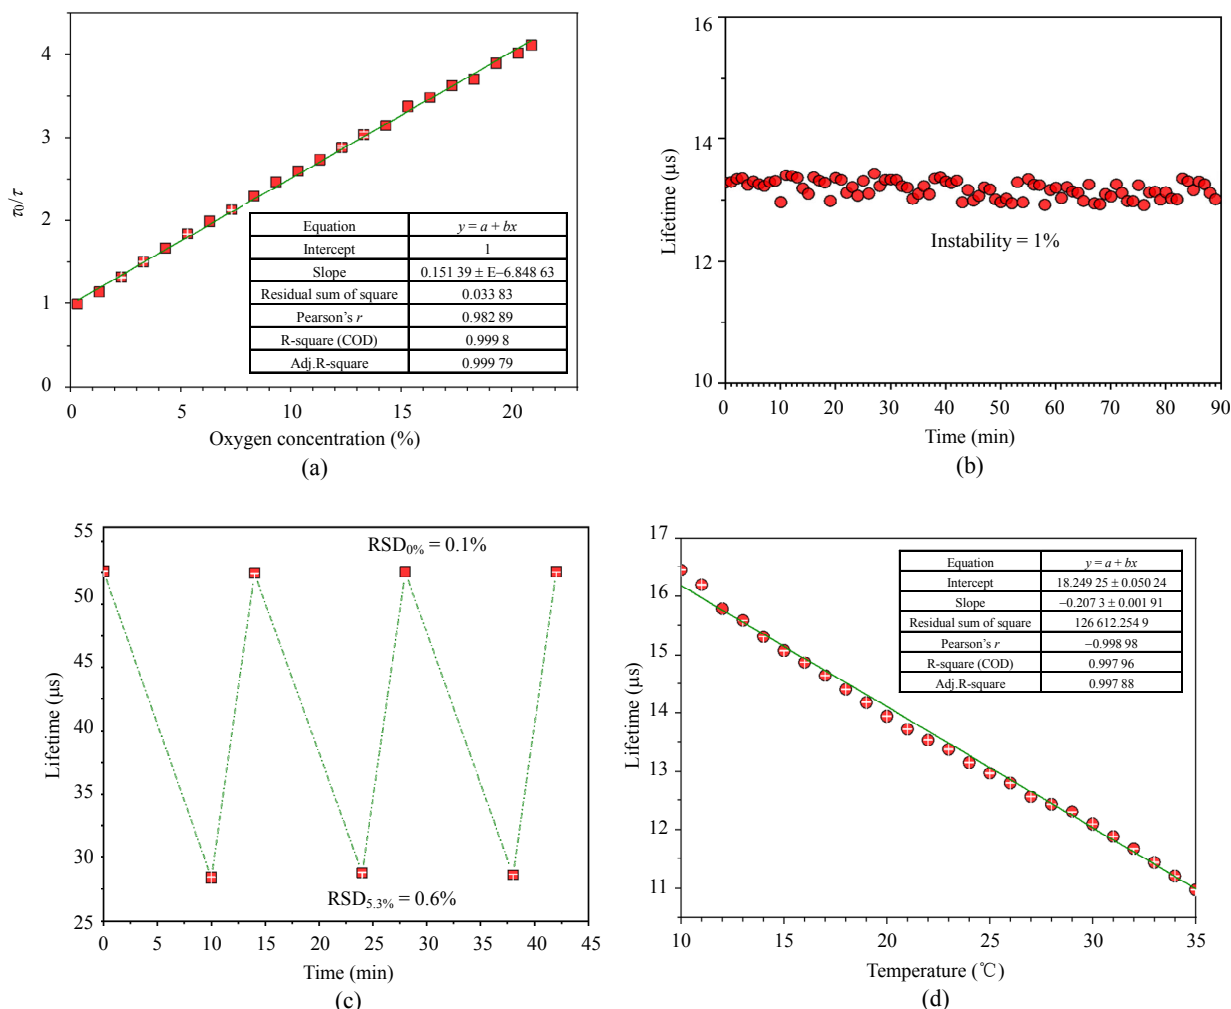 4
3
2
1
0
τ0/τ
Equation y = a + bx
Intercept 1
Slope 0.151 39 ± E−6.848 63
Residual sum of square 0.033 83
Pearson's r 0.982 89
R-square (COD) 0.999 8
Adj.R-square 0.999 79
0 5 10 15 20
Oxygen concentration (%)
(a)
16
14
13
12
10
Lifetime (μs)
Instability = 1%
0 10 20 30 40 50 60 70 80 90
Time (min)
(b)
55
50
45
40
52
30
25
Lifetime (μs)
RSD0% = 0.1%
RSD5.3% = 0.6%
0 10 14 25 30 35 40 45
Time (min)
(c)
17
16
15
14
13
12
11
Lifetime (μs)
Equation y = a + bx
Intercept 18.249 25 ± 0.050 24
Slope −0.207 3 ± 0.001 91
Residual sum of square 126 612.254 9
Pearson's r −0.998 98
R-square (COD) 0.997 96
Adj.R-square 0.997 88
10 15 20 25 30 35
Temperature (℃)
(d)